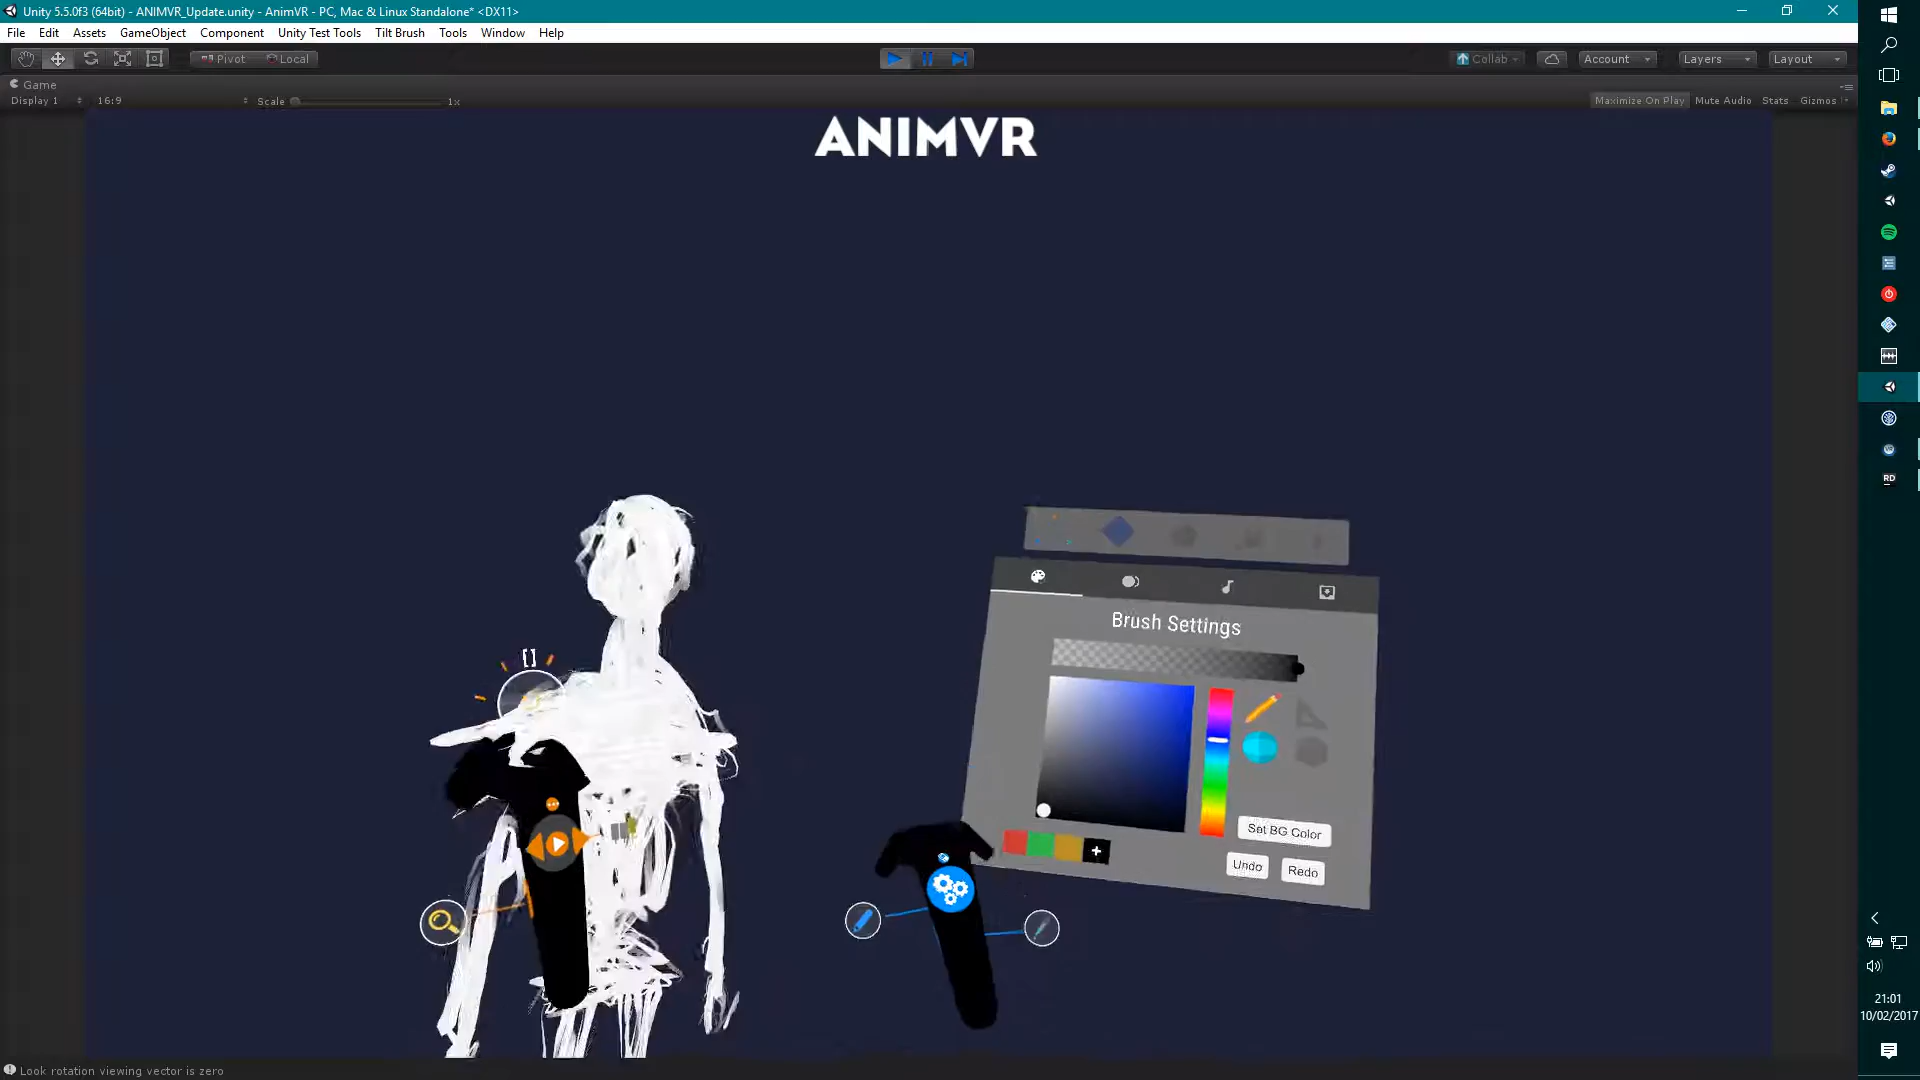 Unity 5.5.0f3 (64bit) - ANIMVR_Update.unity - AnimVR - PC, Mac & Linux Standalone* <DX11>
File Edit Assets GameObject Component Unity Test Tools Tilt Brush Tools Window Help
Pivot Local Collab Account Layers Layout
Game
Display 1 16:9 Scale 1x Maximize On Play Mute Audio Stats Gizmos
ANIMVR
Brush Settings
[]
Set BG Color
+
Undo Redo
RD
21:01
10/02/2017
Look rotation viewing vector is zero